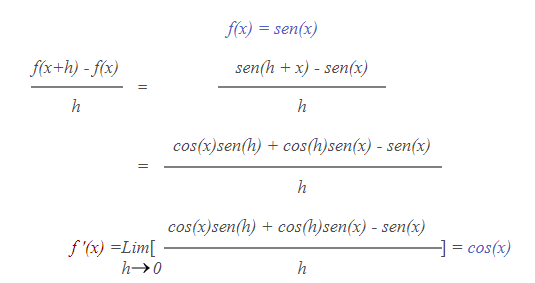 f(x) = sen(x)
f(x+h) - f(x) sen(h + x) - sen(x)
=
h h
cos(x)sen(h) + cos(h)sen(x) - sen(x)
=
h
cos(x)sen(h) + cos(h)sen(x) - sen(x)
f '(x) =Lim[ ] = cos(x)
h→0 h